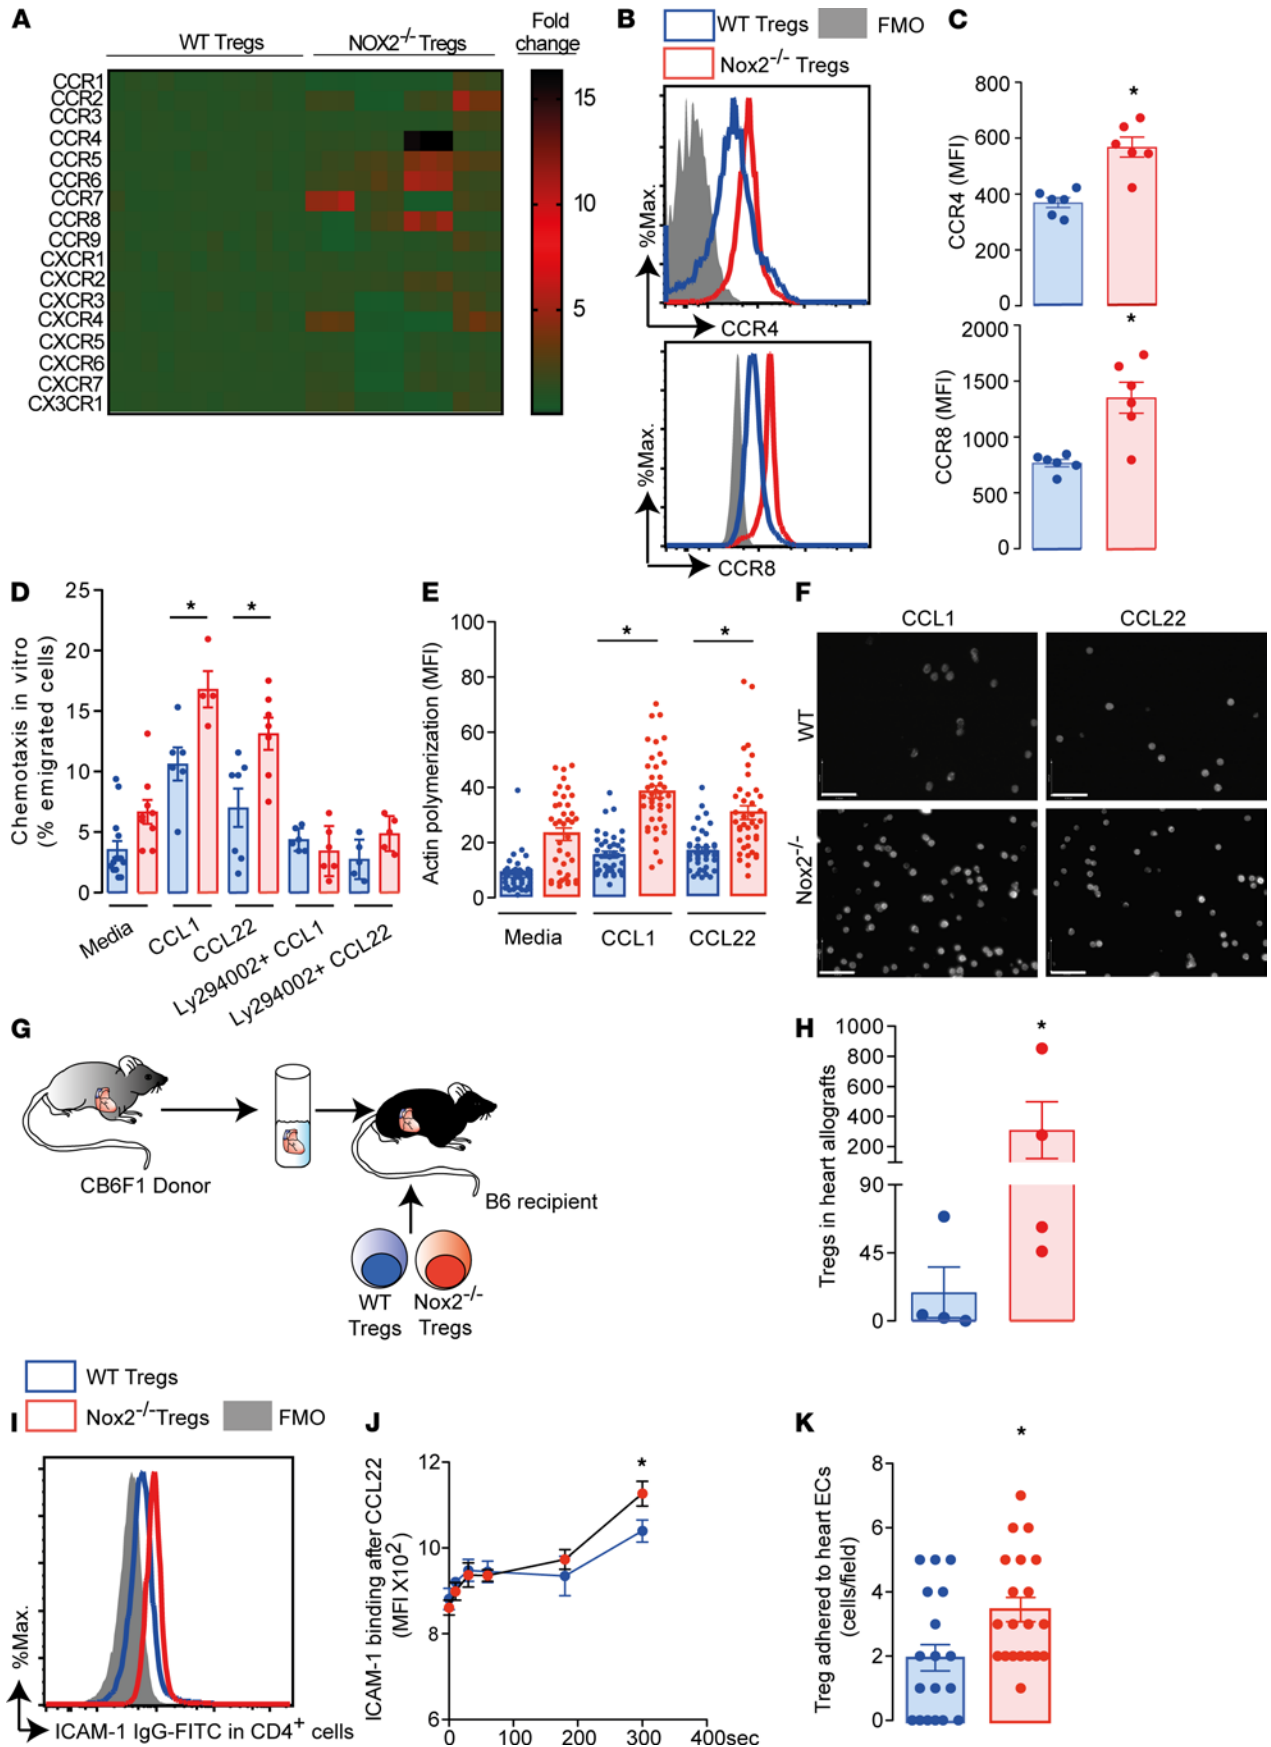 A
WT Tregs
NOX2-/- Tregs
Fold
change
CCR1
CCR2
CCR3
CCR4
CCR5
CCR6
CCR7
CCR8
CCR9
CXCR1
CXCR2
CXCR3
CXCR4
CXCR5
CXCR6
CXCR7
CX3CR1
15
10
5
B
WT Tregs
FMO
Nox2-/- Tregs
%Max.
CCR4
%Max.
CCR8
C
CCR4 (MFI)
800
600
400
200
0
*
CCR8 (MFI)
2000
1500
1000
500
0
*
D
Chemotaxis in vitro
(% emigrated cells)
25
20
15
10
5
0
*
*
Media
CCL1
CCL22
Ly294002+ CCL1
Ly294002+ CCL22
E
Actin polymerization (MFI)
100
80
60
40
20
0
*
*
Media
CCL1
CCL22
F
CCL1
CCL22
WT
Nox2-/-
G
CB6F1 Donor
B6 recipient
WT
Tregs
Nox2-/-
Tregs
H
Tregs in heart allografts
1000
800
600
400
200
90
45
0
*
WT Tregs
Nox2-/-Tregs
FMO
I
%Max.
ICAM-1 IgG-FITC in CD4+ cells
J
ICAM-1 binding after CCL22
(MFI X102)
12
10
8
6
*
0
100
200
300
400sec
K
Treg adhered to heart ECs
(cells/field)
8
6
4
2
0
*